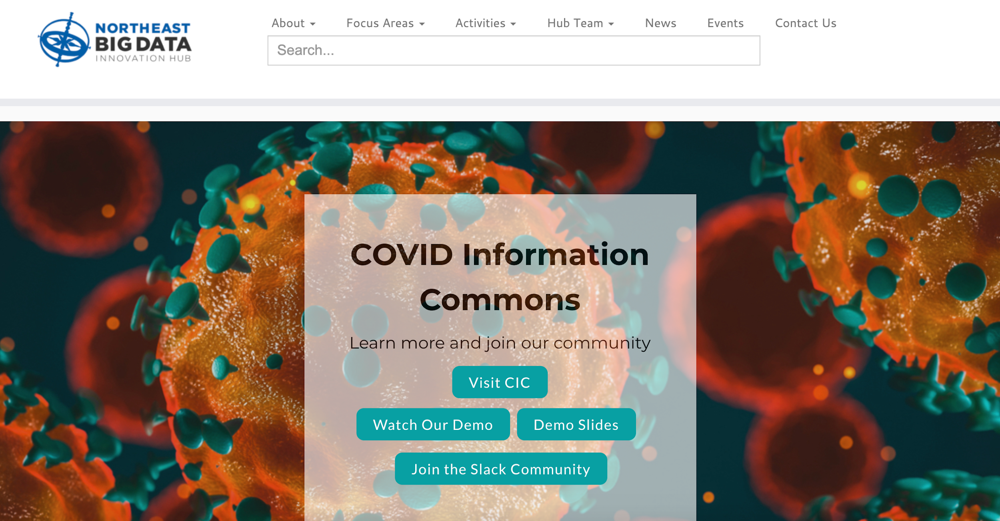 NORTHEAST
BIG DATA
INNOVATION HUB
About Focus Areas Activities Hub Team News Events Contact Us
Search...
COVID Information
Commons
Learn more and join our community
Visit CIC
Watch Our Demo Demo Slides
Join the Slack Community